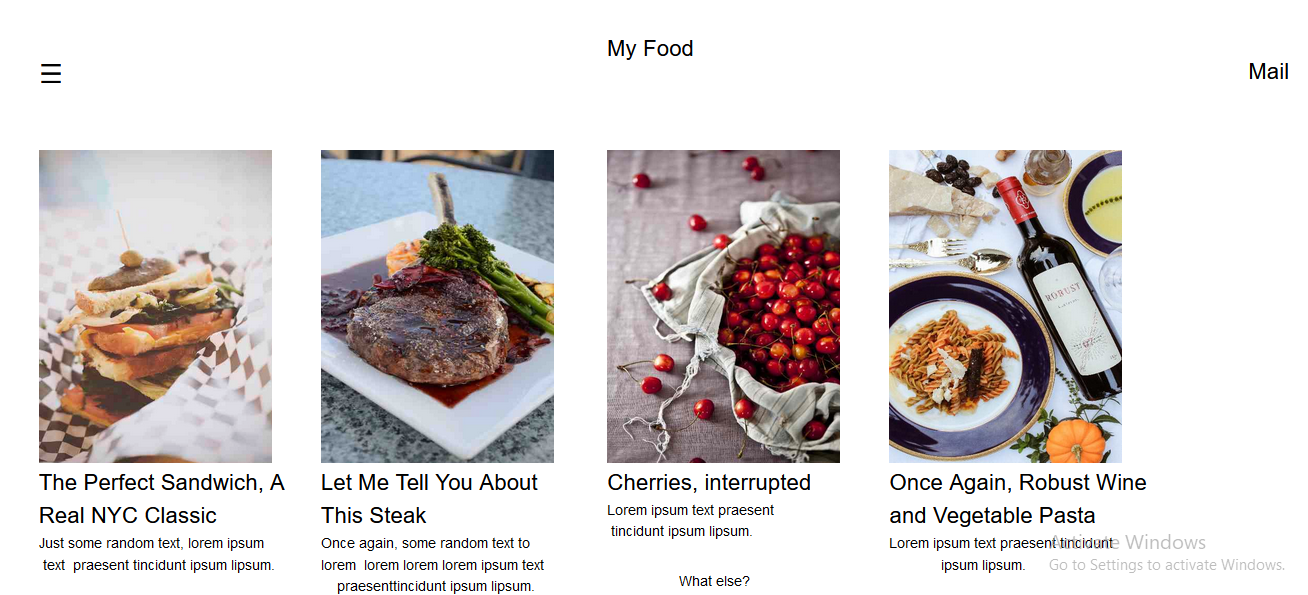 My Food
☰
Mail
ROBUST
The Perfect Sandwich, A
Real NYC Classic
Just some random text, lorem ipsum
text  praesent tincidunt ipsum lipsum.
Let Me Tell You About
This Steak
Once again, some random text to
lorem  lorem lorem lorem ipsum text
praesenttincidunt ipsum lipsum.
Cherries, interrupted
Lorem ipsum text praesent
tincidunt ipsum lipsum.
What else?
Once Again, Robust Wine
and Vegetable Pasta
Lorem ipsum text praesent tincidunt
ipsum lipsum.
Activate Windows
Go to Settings to activate Windows.